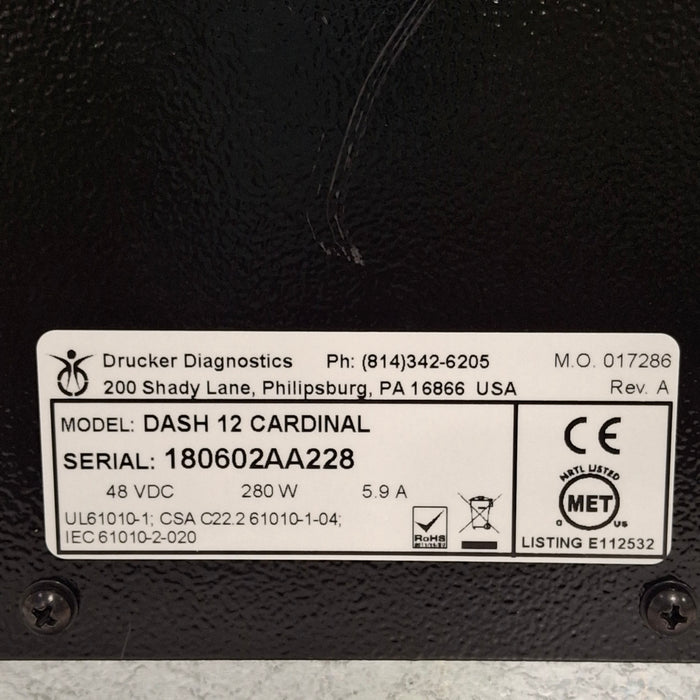 Drucker Diagnostics Ph: (814)342-6205 M.O. 017286
200 Shady Lane, Philipsburg, PA 16866 USA Rev. A
MODEL: DASH 12 CARDINAL
SERIAL: 180602AA228
48 VDC 280 W 5.9 A
UL61010-1; CSA C22.2 61010-1-04;
IEC 61010-2-020
RoHS
CE
NRTL LISTED
MET
C US
LISTING E112532